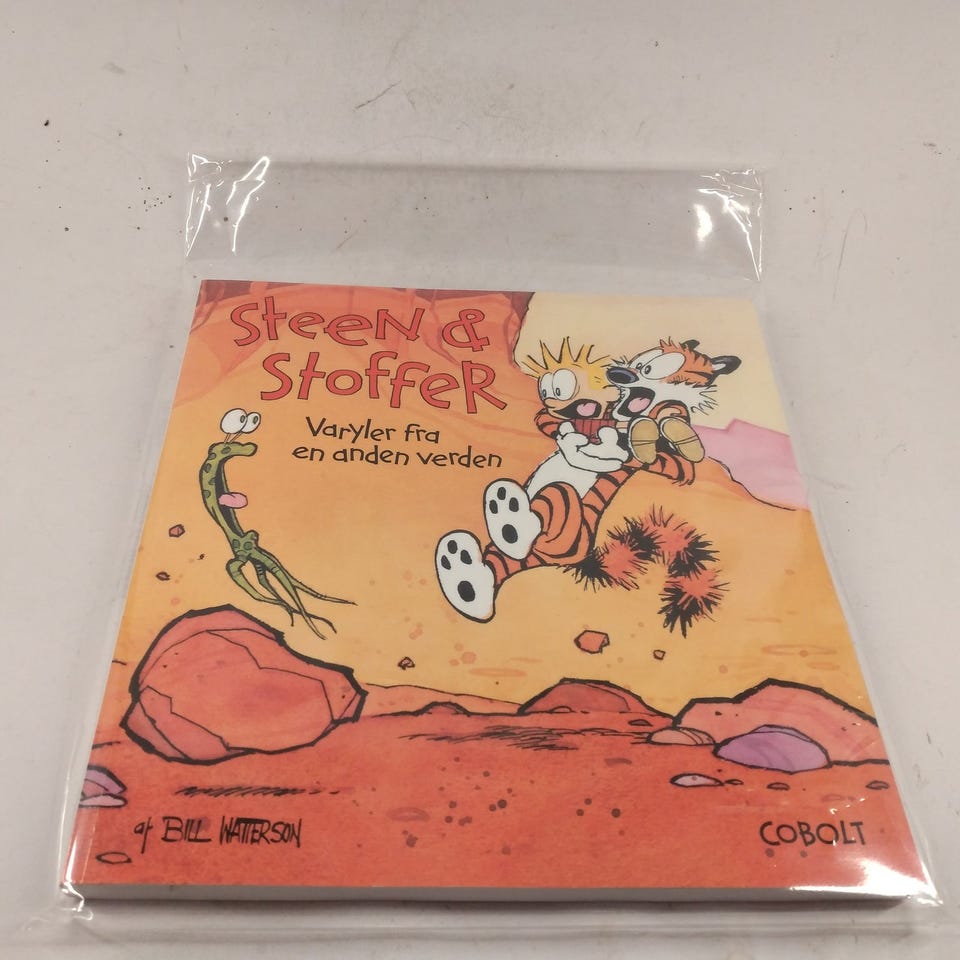 Steen &
Stoffer
Varyler fra
en anden verden
af BILL WATTERSON
COBOLT